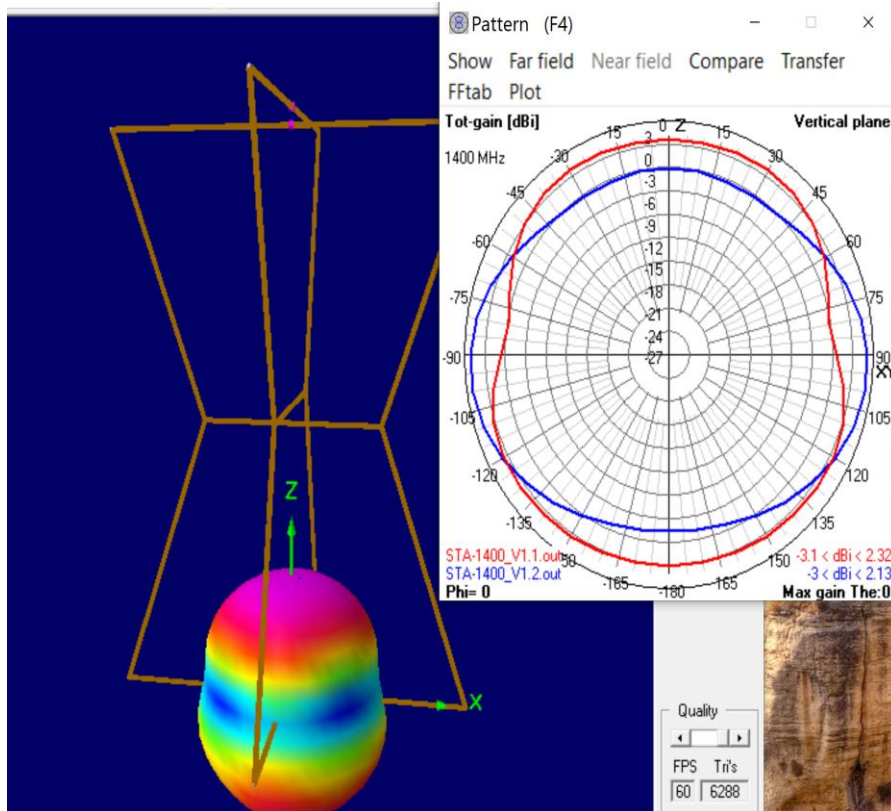 Pattern (F4)
Show Far field Near field Compare Transfer
FFtab Plot
Tot-gain [dBi]
Vertical plane
1400 MHz
0 Z
-15 15
-30 30
-45 45
-60 60
-75 75
-90 90
XY
-105 105
-120 120
-135 135
50 150
-165 165
-180
3
0
-3
-6
-9
-12
-15
-18
-21
-24
-27
STA-1400_V1.1.out -3.1 < dBi < 2.32
STA-1400_V1.2.out -3 < dBi < 2.13
Phi= 0 Max gain The:0
Z
X
Quality
FPS Tri's
60 6288